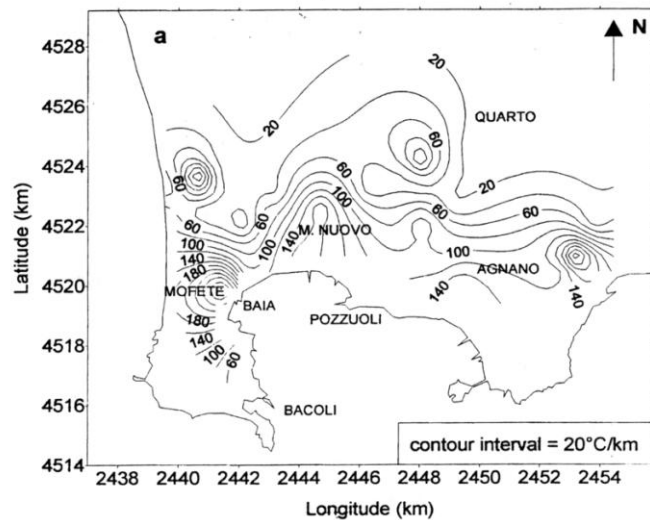 a
N
4528
4526
4524
4522
4520
4518
4516
4514
Latitude (km)
20
20
60
QUARTO
60
60
20
60
60
60
60
100
100
140
M. NUOVO
100
100
140
180
MOFETE
AGNANO
140
140
BAIA
180
POZZUOLI
140
100
60
BACOLI
contour interval = 20°C/km
2438 2440 2442 2444 2446 2448 2450 2452 2454
Longitude (km)